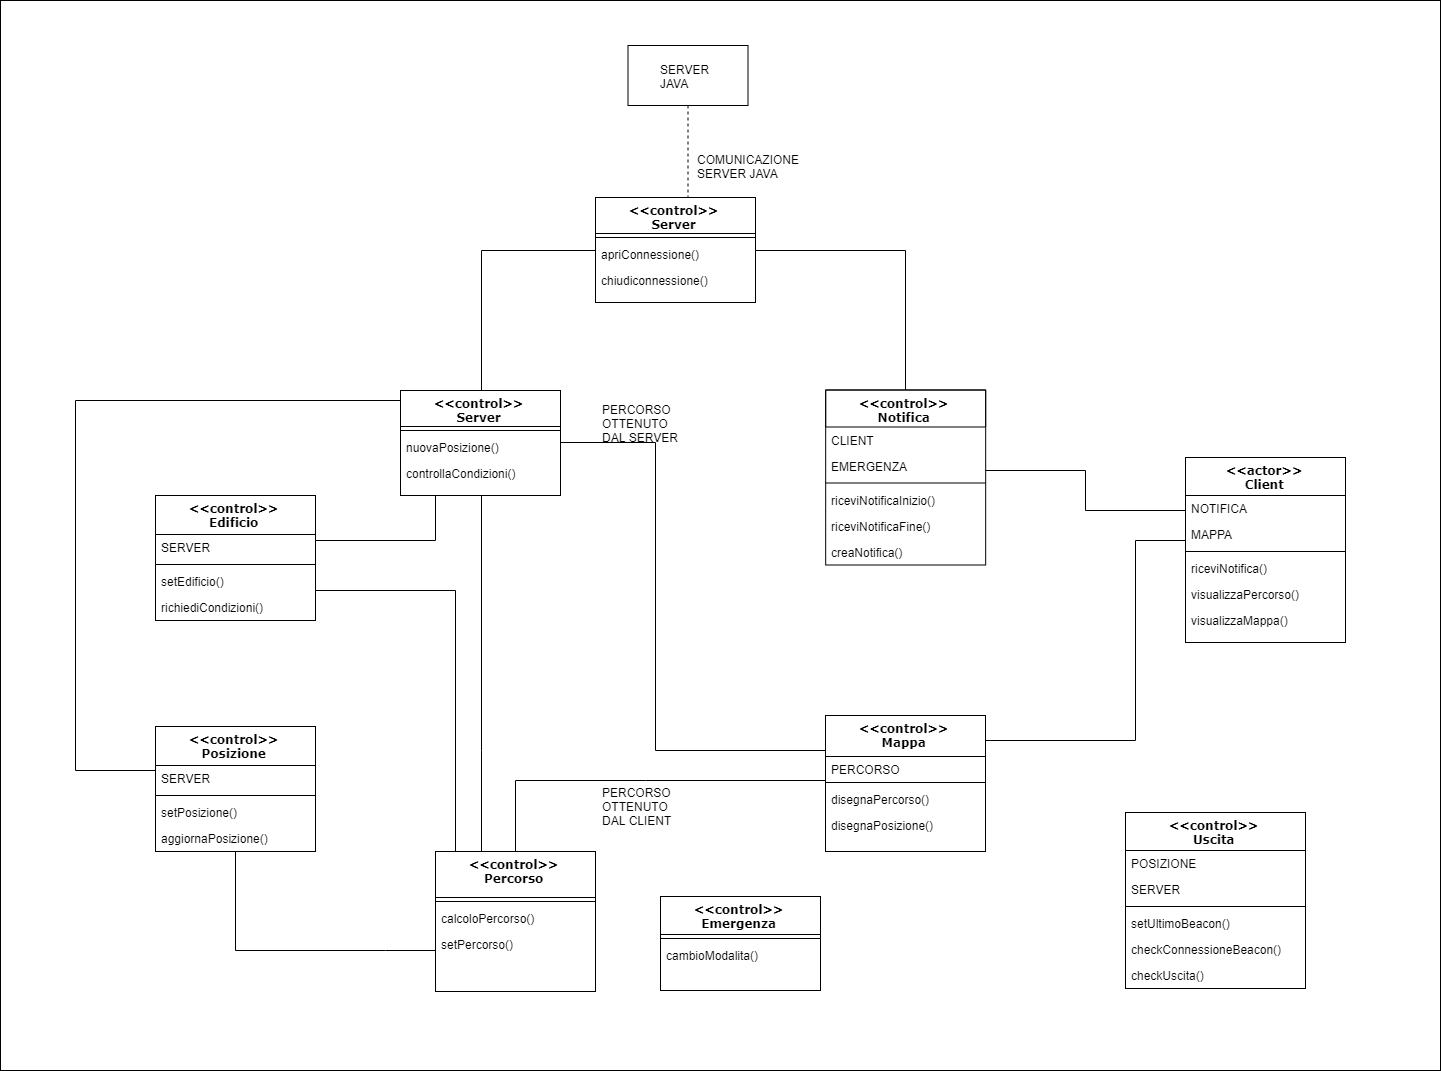 SERVER
JAVA
COMUNICAZIONE
SERVER JAVA
<<control>>
Server
apriConnessione()
chiudiconnessione()
<<control>>
Server
nuovaPosizione()
controllaCondizioni()
PERCORSO
OTTENUTO
DAL SERVER
<<control>>
Notifica
CLIENT
EMERGENZA
riceviNotificaInizio()
riceviNotificaFine()
creaNotifica()
<<actor>>
Client
NOTIFICA
MAPPA
riceviNotifica()
visualizzaPercorso()
visualizzaMappa()
<<control>>
Edificio
SERVER
setEdificio()
richiediCondizioni()
<<control>>
Posizione
SERVER
setPosizione()
aggiornaPosizione()
<<control>>
Mappa
PERCORSO
disegnaPercorso()
disegnaPosizione()
PERCORSO
OTTENUTO
DAL CLIENT
<<control>>
Percorso
calcoloPercorso()
setPercorso()
<<control>>
Emergenza
cambioModalita()
<<control>>
Uscita
POSIZIONE
SERVER
setUltimoBeacon()
checkConnessioneBeacon()
checkUscita()